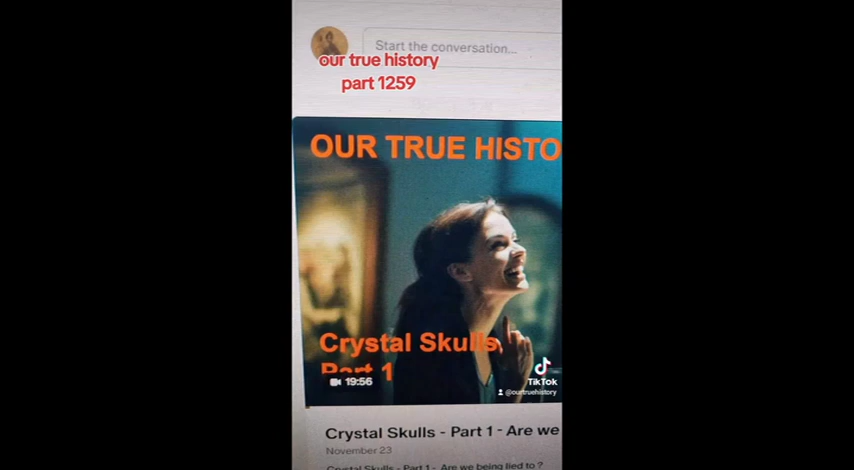 Start the conversation...
our true history
part 1259
OUR TRUE HISTO
Crystal Skulls
Part 1
19:56
TikTok
@ourtruehistory
Crystal Skulls - Part 1 - Are we
November 23
Crystal Skulls - Part 1 - Are we being lied to ?